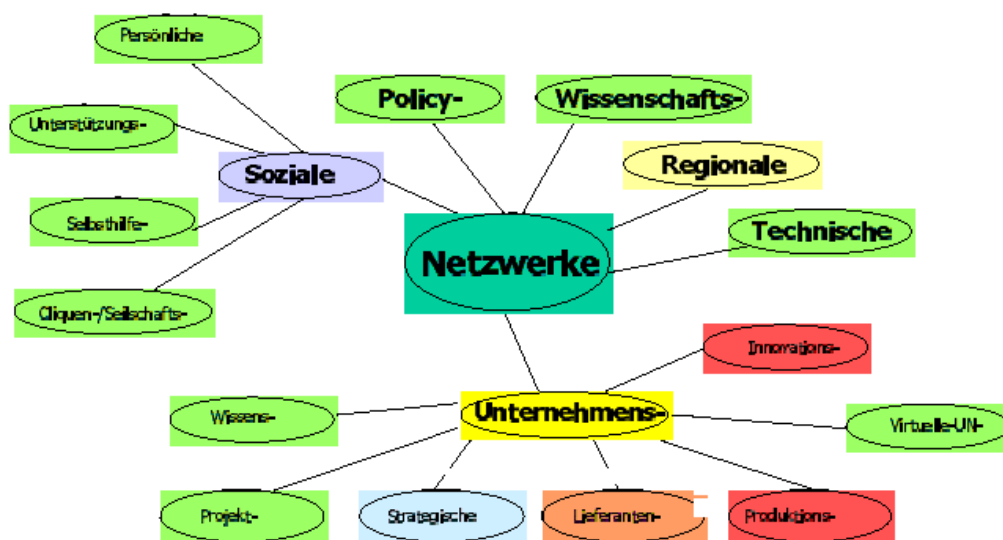 Persönliche
Policy-
Wissenschafts-
Unterstützungs-
Soziale
Regionale
Selbsthilfe-
Technische
Netzwerke
Cliquen-/Seilschafts-
Innovations-
Wissens-
Unternehmens-
Virtuelle-UN-
Projekt-
Strategische
Lieferanten-
Produktions-